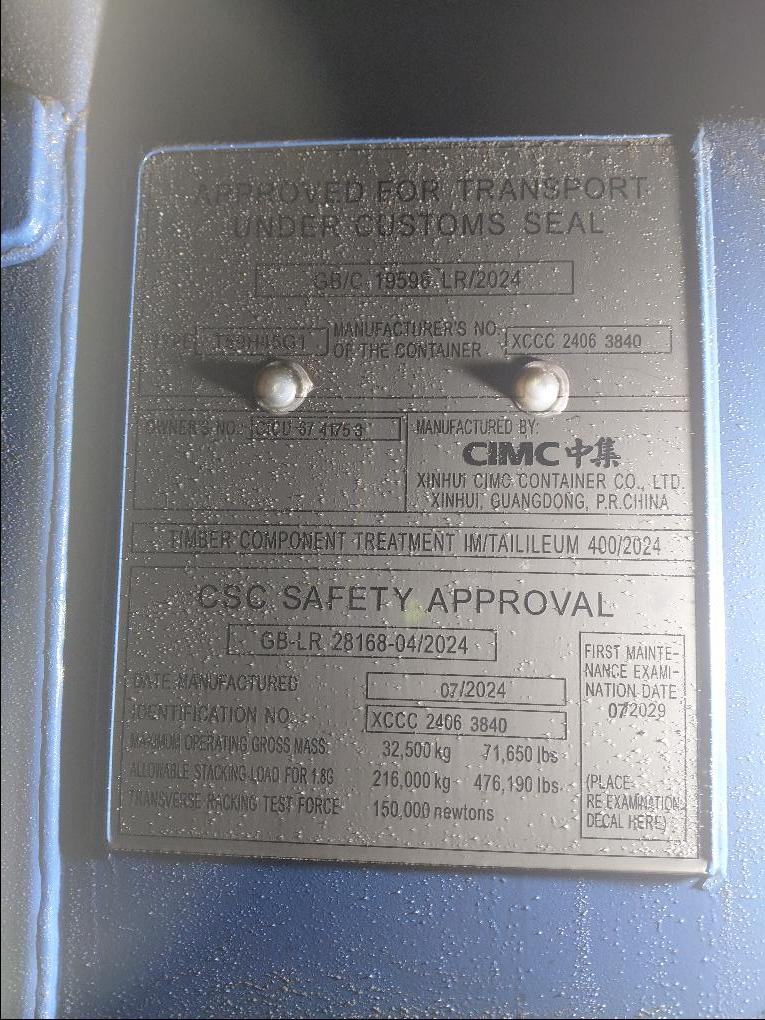 APPROVED FOR TRANSPORT
UNDER CUSTOMS SEAL
GB/C 19596 LR/2024
TYPE
MANUFACTURER'S NO.
OF THE CONTAINER
XCCC 2406 3840
OWNER'S NO.
MANUFACTURED BY:
CIMC中集
XINHUI CIMC CONTAINER CO., LTD.
XINHUI, GUANGDONG, P.R.CHINA
TIMBER COMPONENT TREATMENT IM/TAILILEUM 400/2024
CSC SAFETY APPROVAL
GB-LR 28168-04/2024
DATE MANUFACTURED 07/2024
IDENTIFICATION NO. XCCC 2406 3840
MAXIMUM OPERATING GROSS MASS: 32,500 kg 71,650 lbs
ALLOWABLE STACKING LOAD FOR 1.8G 216,000 kg 476,190 lbs
TRANSVERSE RACKING TEST FORCE 150,000 newtons
FIRST MAINTE-
NANCE EXAMI-
NATION DATE
07/2029
(PLACE
RE EXAMINATION
DECAL HERE)